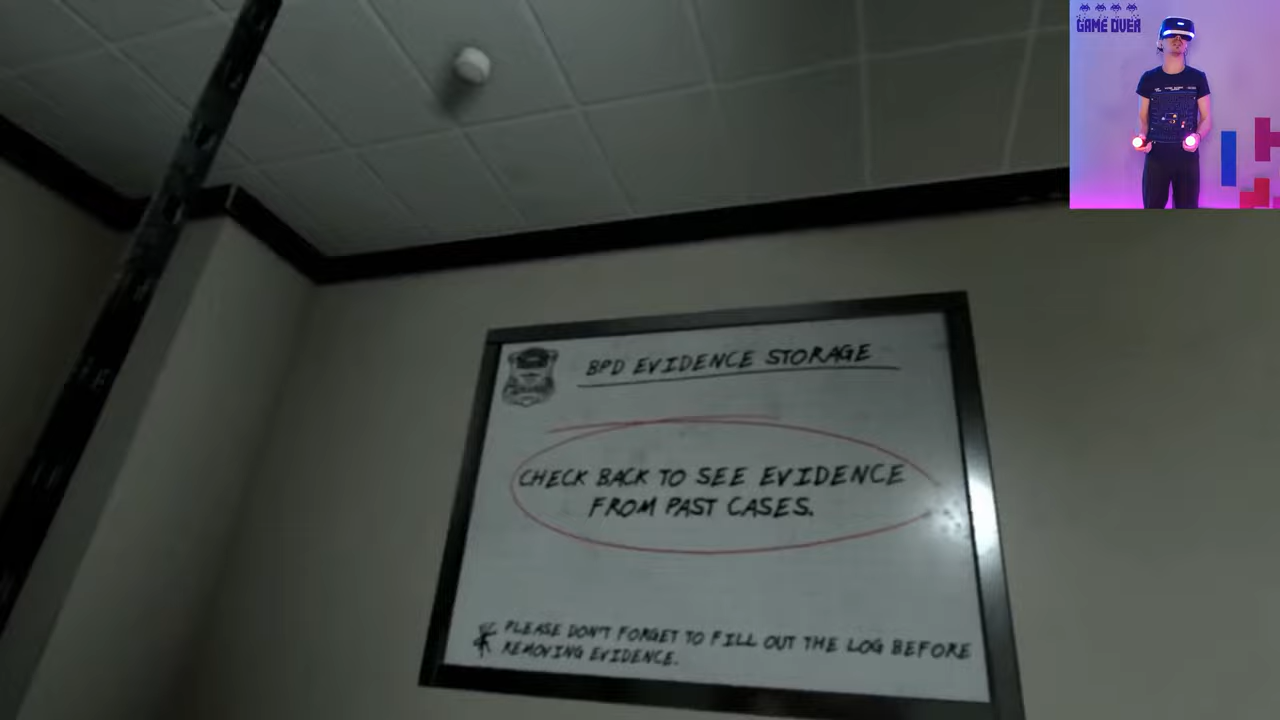 GAME OVER
BPD EVIDENCE STORAGE
CHECK BACK TO SEE EVIDENCE
FROM PAST CASES.
PLEASE DON'T FORGET TO FILL OUT THE LOG BEFORE
REMOVING EVIDENCE.